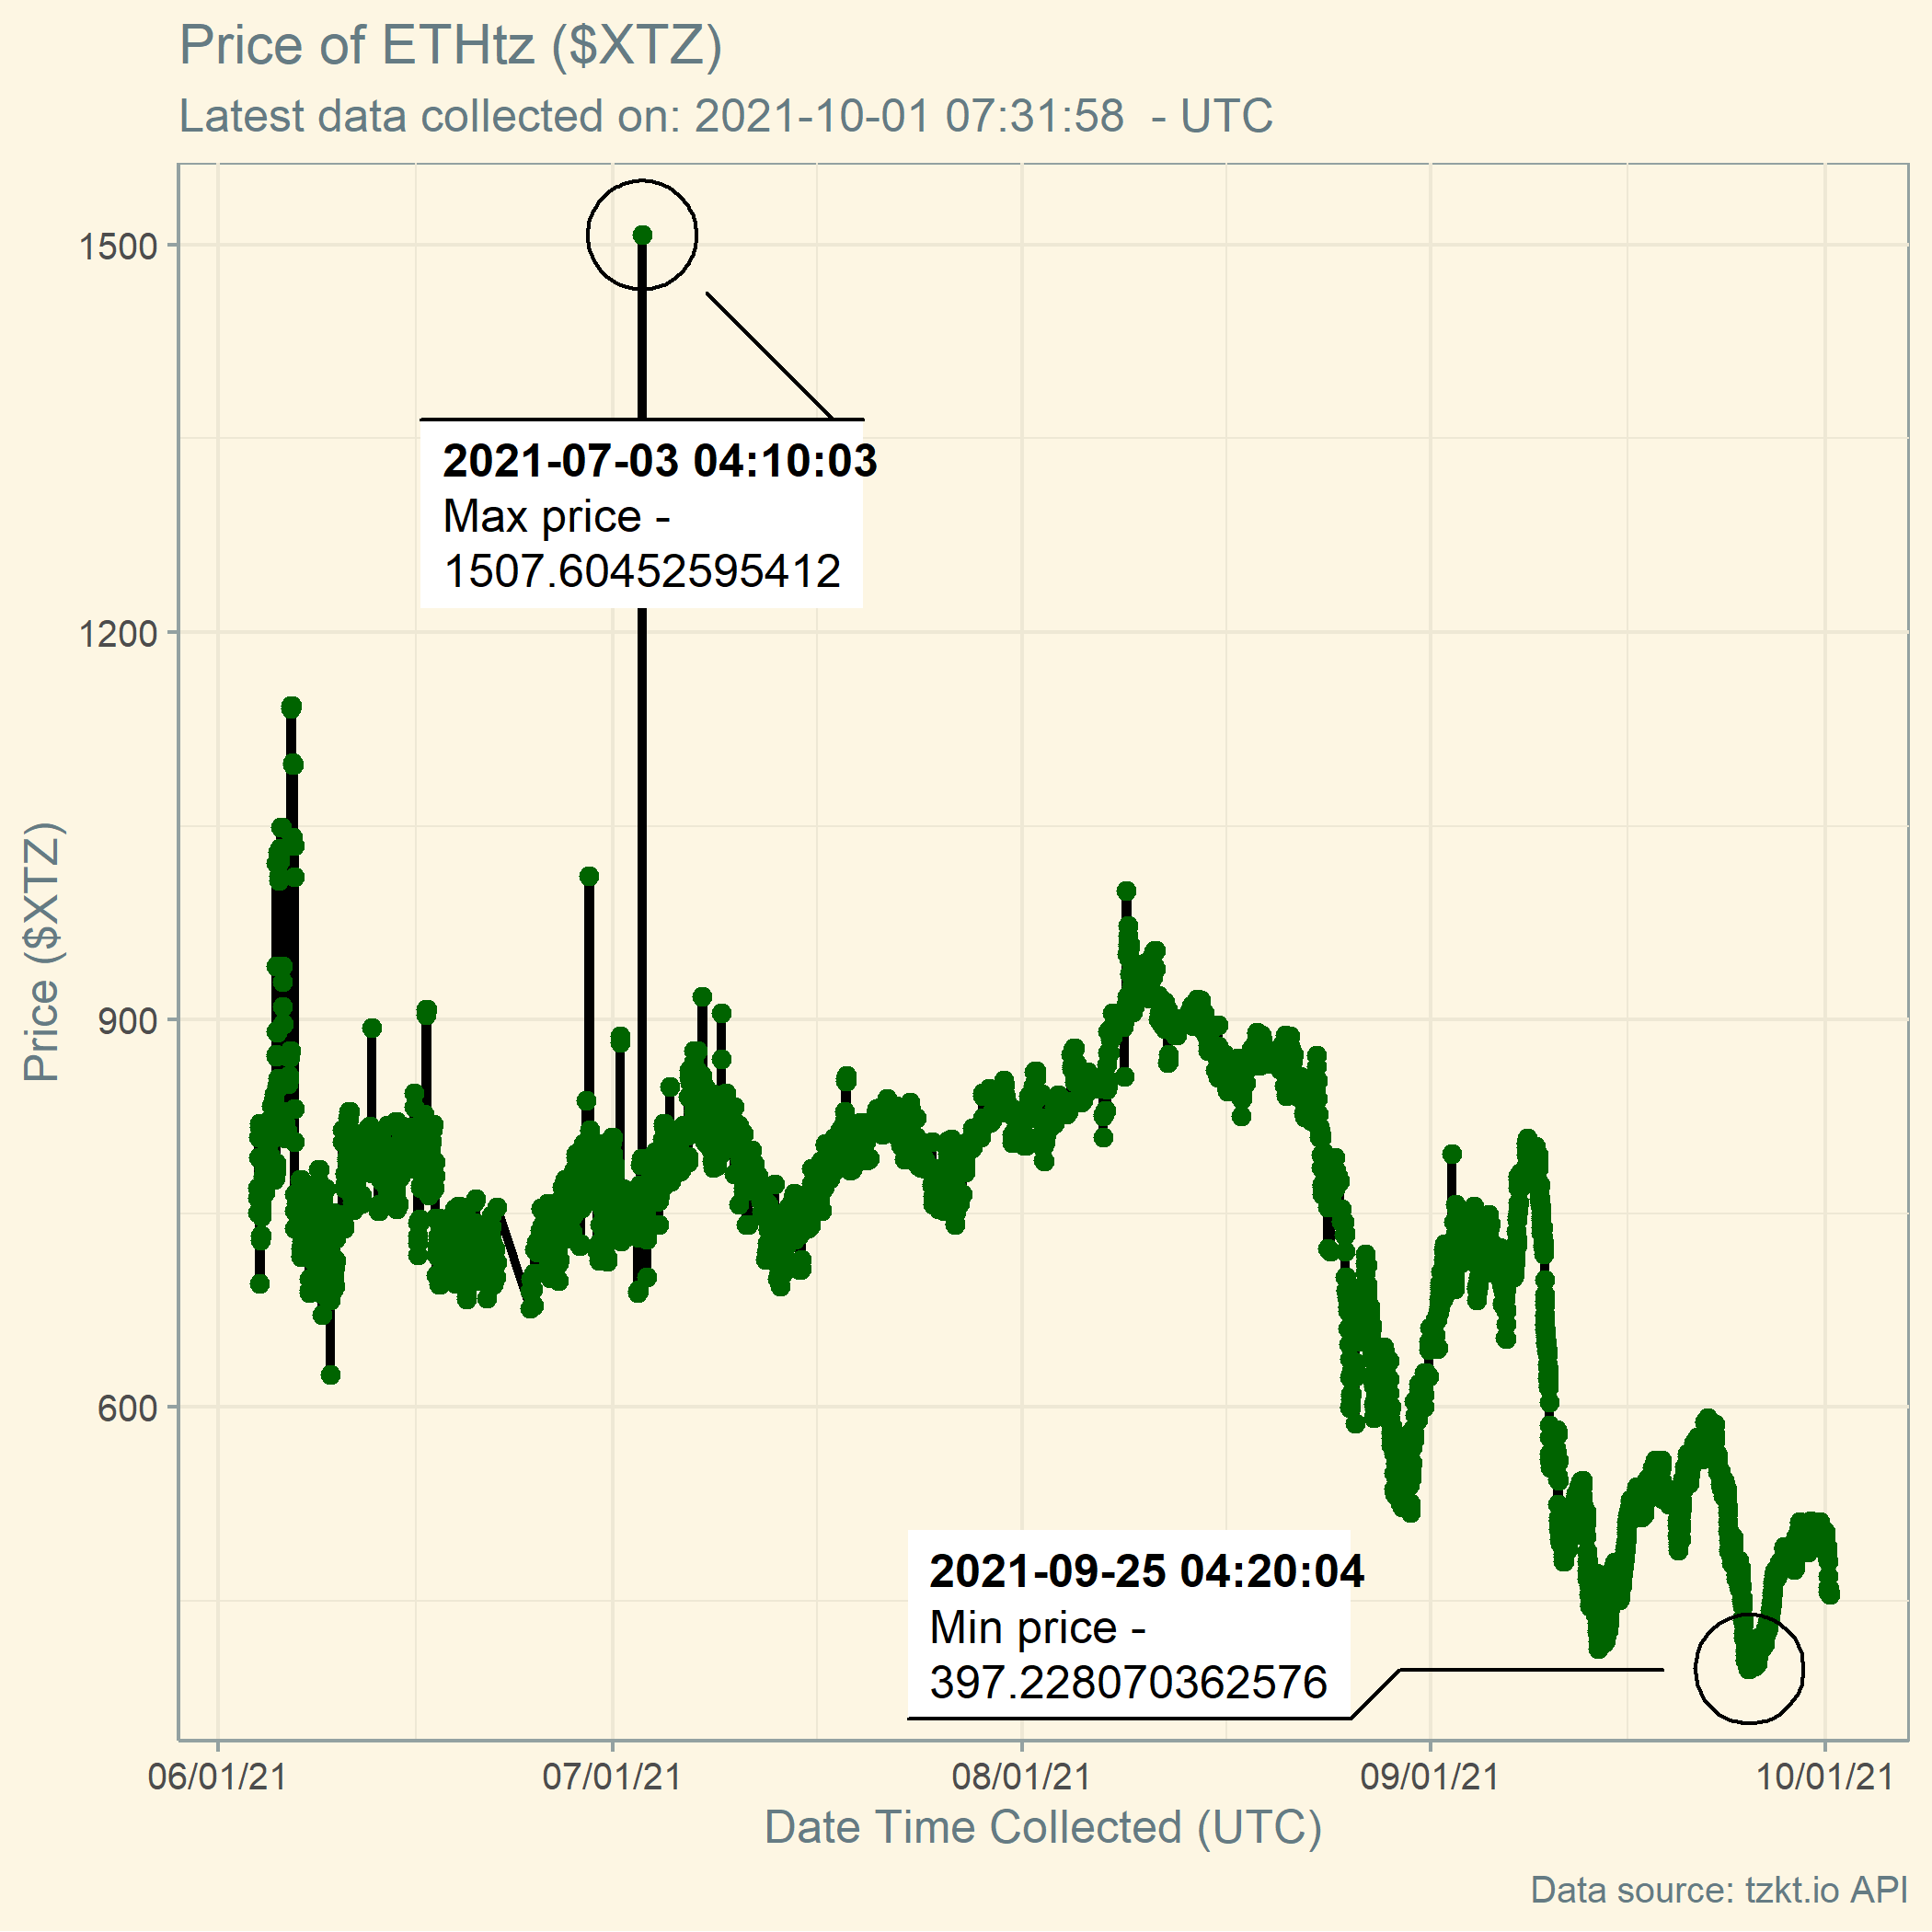 Price of ETHtz ($XTZ)
Latest data collected on: 2021-10-01 07:31:58  - UTC
1500
1200
900
600
Price ($XTZ)
2021-07-03 04:10:03
Max price -
1507.60452595412
2021-09-25 04:20:04
Min price -
397.228070362576
06/01/21
07/01/21
08/01/21
09/01/21
10/01/21
Date Time Collected (UTC)
Data source: tzkt.io API